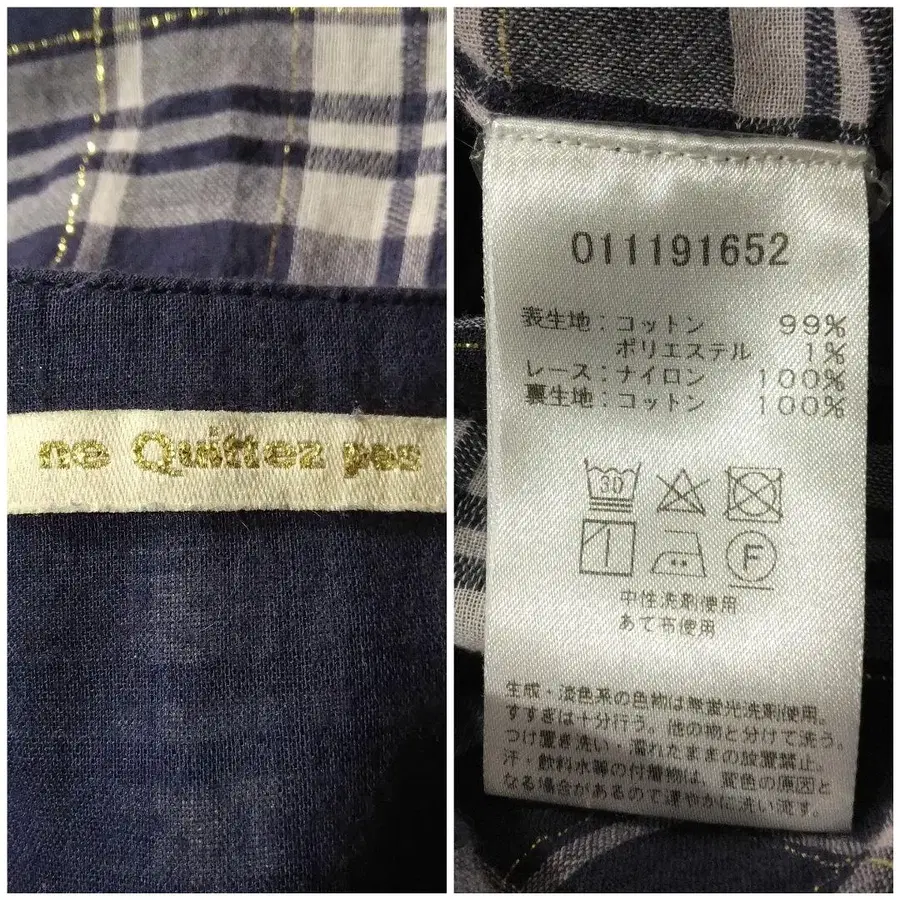 ne Quittez pas
011191652
表生地：コットン 99%
ポリエステル 1%
レース：ナイロン 100%
裏生地：コットン 100%
30
F
中性洗剤使用
あて布使用
生成・淡色系の色物は無蛍光洗剤使用。
すすぎは十分行う。他の物と分けて洗う。
つけ置き洗い・濡れたままの放置禁止。
汗・飲料水等の付着物は、変色の原因と
なる場合があるので速やかに洗い流す。